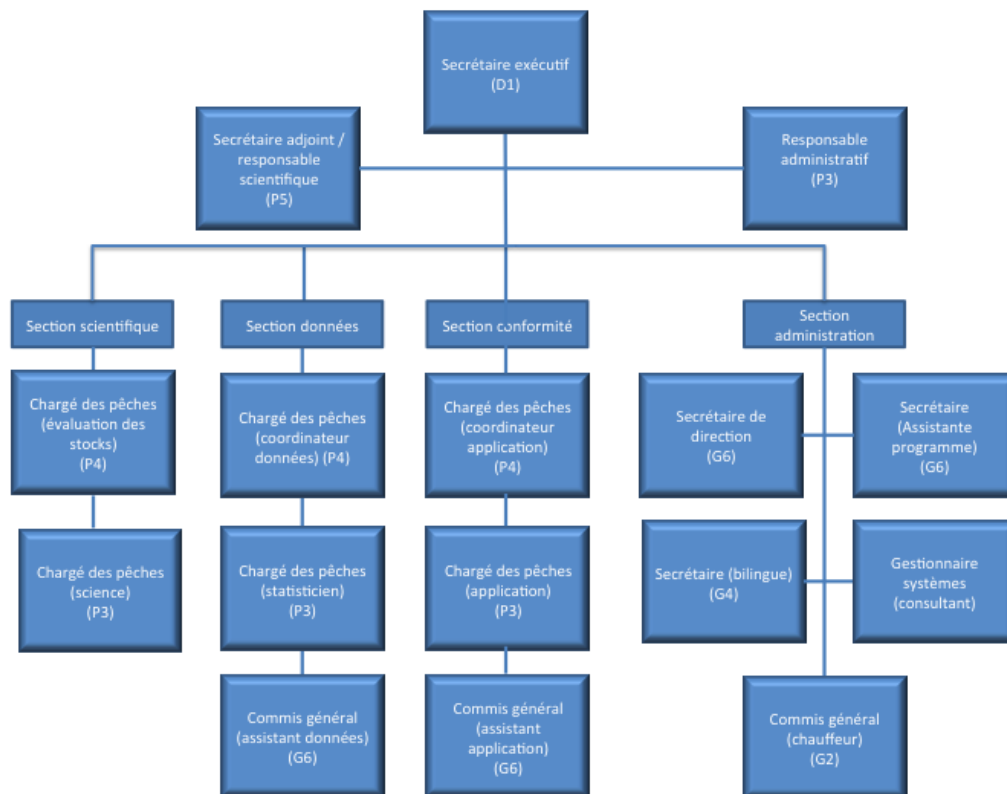 Secrétaire exécutif
(D1)
Secrétaire adjoint /
responsable
scientifique
(P5)
Responsable
administratif
(P3)
Section scientifique
Section données
Section conformité
Section
administration
Chargé des pêches
(évaluation des
stocks)
(P4)
Chargé des pêches
(coordinateur
données) (P4)
Chargé des pêches
(coordinateur
application)
(P4)
Secrétaire de
direction
(G6)
Secrétaire
(Assistante
programme)
(G6)
Chargé des pêches
(science)
(P3)
Chargé des pêches
(statisticien)
(P3)
Chargé des pêches
(application)
(P3)
Secrétaire (bilingue)
(G4)
Gestionnaire
systèmes
(consultant)
Commis général
(assistant données)
(G6)
Commis général
(assistant
application)
(G6)
Commis général
(chauffeur)
(G2)